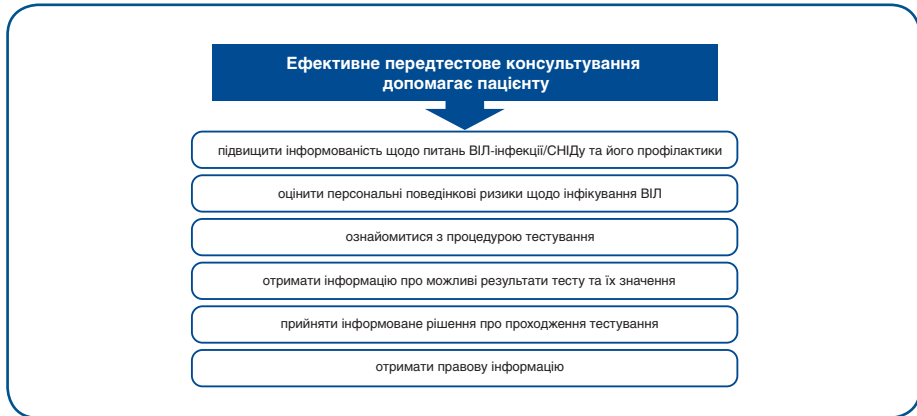 Ефективне передтестове консультування
допомагає пацієнту
підвищити інформованість щодо питань ВІЛ-інфекції/СНІДу та його профілактики
оцінити персональні поведінкові ризики щодо інфікування ВІЛ
ознайомитися з процедурою тестування
отримати інформацію про можливі результати тесту та їх значення
прийняти інформоване рішення про проходження тестування
отримати правову інформацію